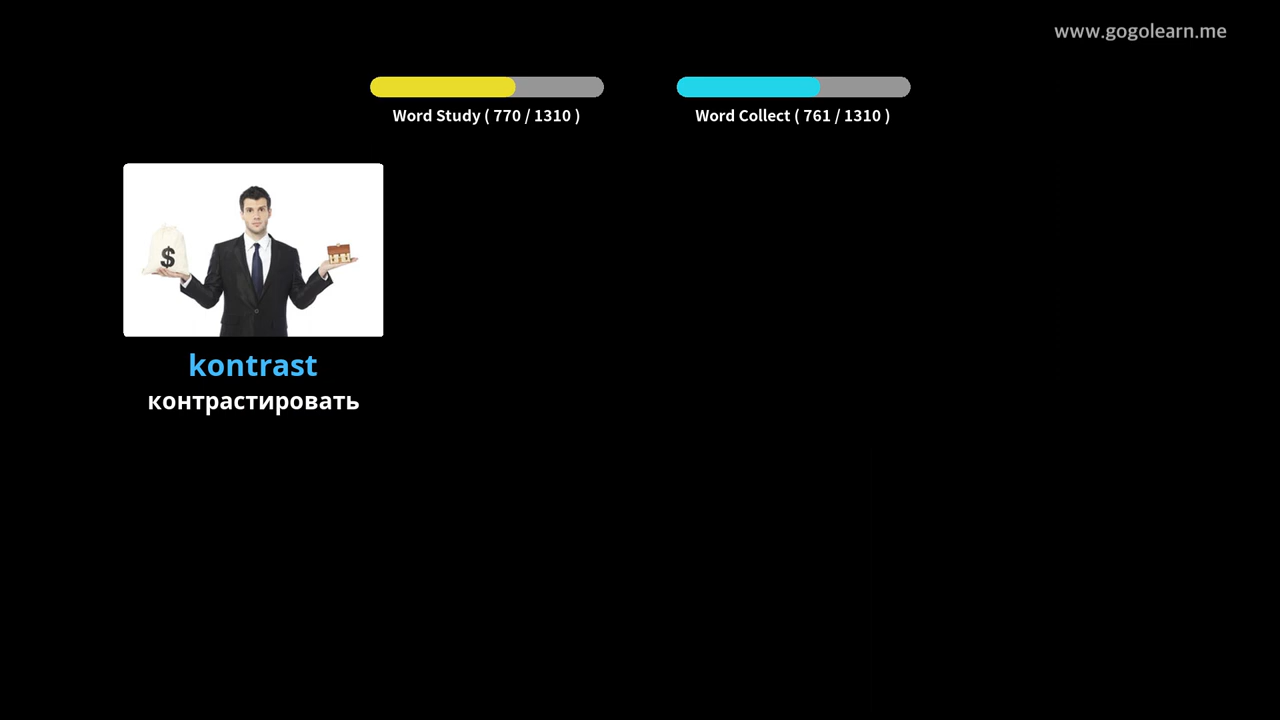 www.gogolearn.me
Word Study ( 770 / 1310 )
Word Collect ( 761 / 1310 )
$
kontrast
контрастировать